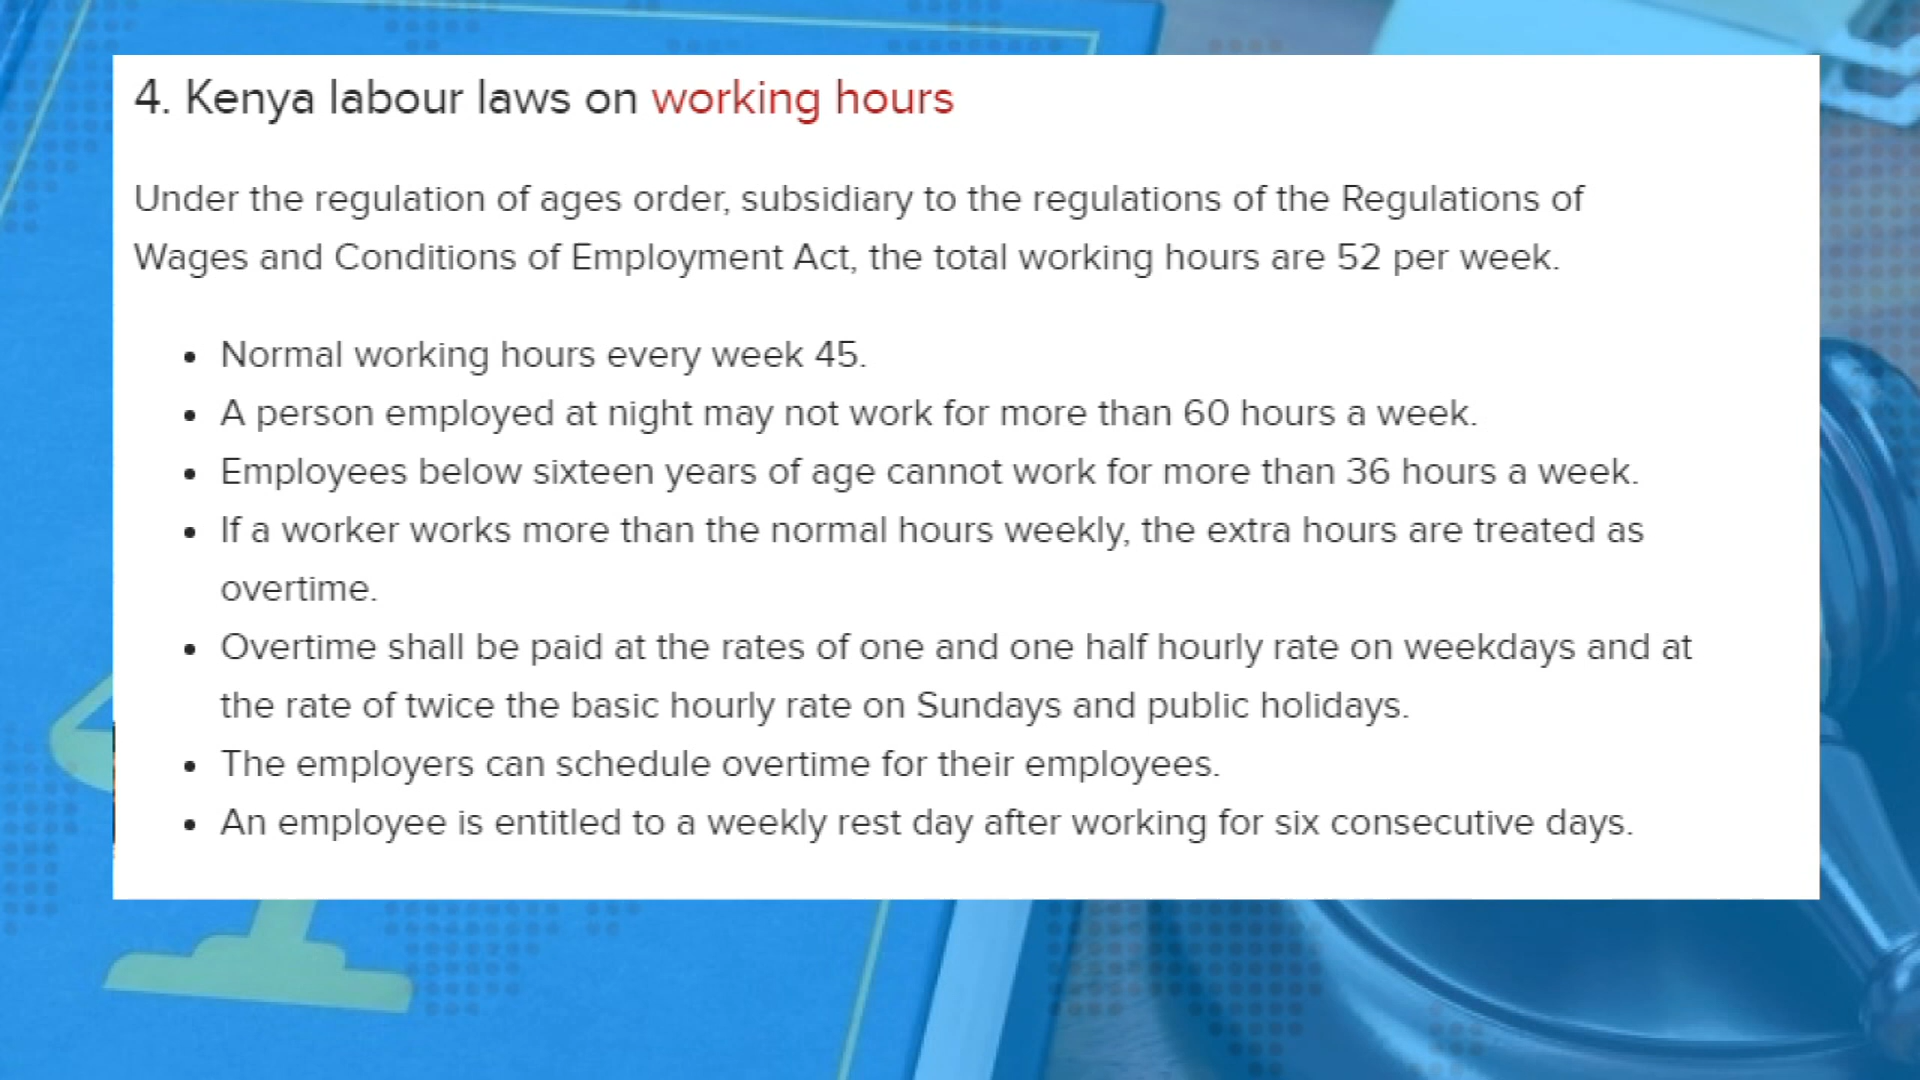 4. Kenya labour laws on working hours
Under the regulation of ages order, subsidiary to the regulations of the Regulations of
Wages and Conditions of Employment Act, the total working hours are 52 per week.
• Normal working hours every week 45.
• A person employed at night may not work for more than 60 hours a week.
• Employees below sixteen years of age cannot work for more than 36 hours a week.
• If a worker works more than the normal hours weekly, the extra hours are treated as
overtime.
• Overtime shall be paid at the rates of one and one half hourly rate on weekdays and at
the rate of twice the basic hourly rate on Sundays and public holidays.
• The employers can schedule overtime for their employees.
• An employee is entitled to a weekly rest day after working for six consecutive days.